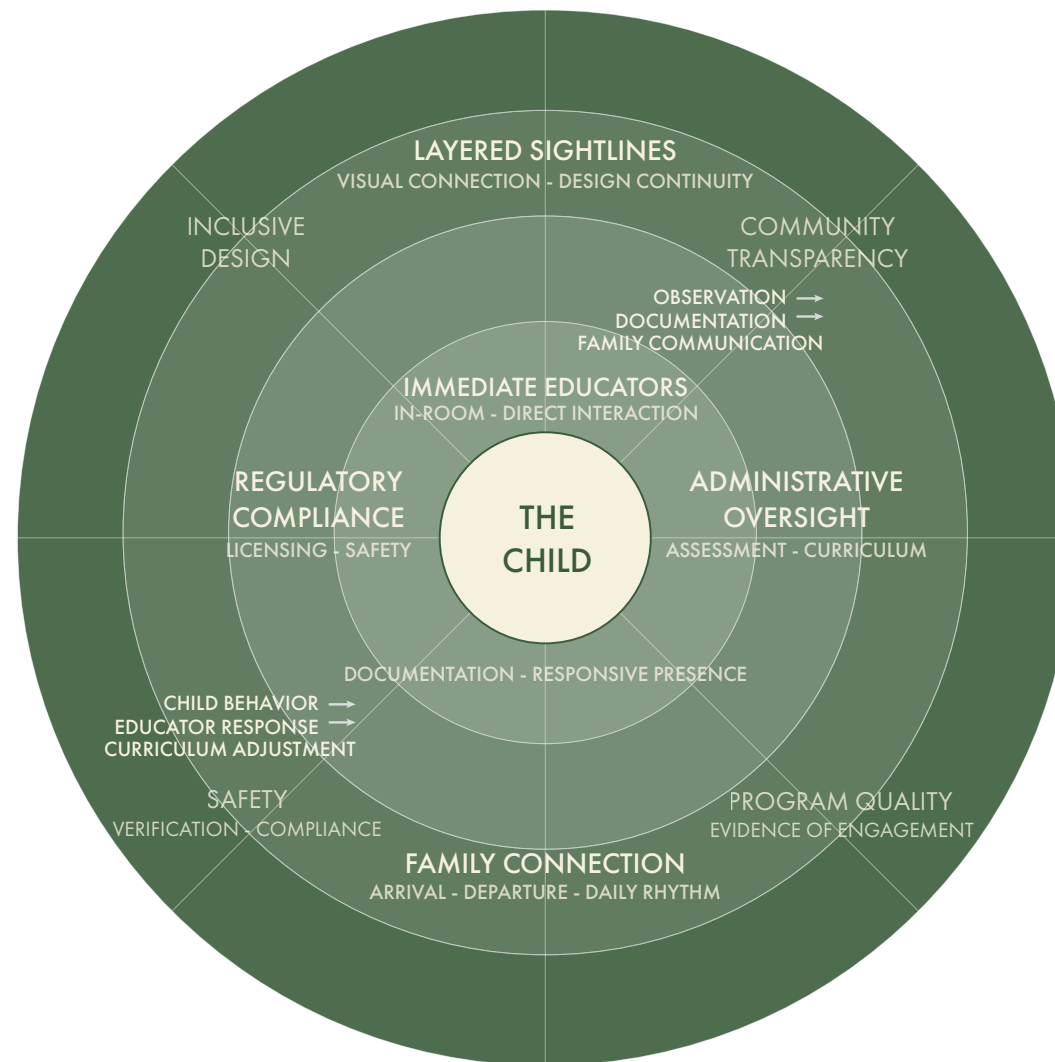 LAYERED SIGHTLINES
VISUAL CONNECTION - DESIGN CONTINUITY
INCLUSIVE
DESIGN
COMMUNITY
TRANSPARENCY
OBSERVATION →
DOCUMENTATION →
FAMILY COMMUNICATION
IMMEDIATE EDUCATORS
IN-ROOM - DIRECT INTERACTION
REGULATORY
COMPLIANCE
LICENSING - SAFETY
THE
CHILD
ADMINISTRATIVE
OVERSIGHT
ASSESSMENT - CURRICULUM
DOCUMENTATION - RESPONSIVE PRESENCE
CHILD BEHAVIOR →
EDUCATOR RESPONSE →
CURRICULUM ADJUSTMENT
SAFETY
VERIFICATION - COMPLIANCE
PROGRAM QUALITY
EVIDENCE OF ENGAGEMENT
FAMILY CONNECTION
ARRIVAL - DEPARTURE - DAILY RHYTHM